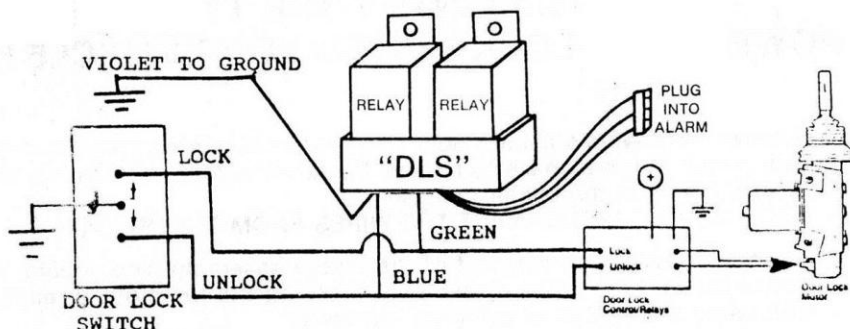 VIOLET TO GROUND
RELAY
RELAY
PLUG
INTO
ALARM
"DLS"
LOCK
GREEN
BLUE
UNLOCK
Lock
Unlock
DOOR LOCK
SWITCH
Door Lock
Control/Relays
Door Lock
Motor